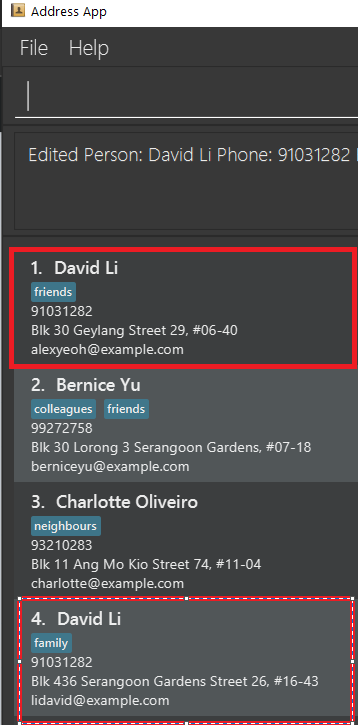 Address App
File Help
Edited Person: David Li Phone: 91031282
1. David Li
friends
91031282
Blk 30 Geylang Street 29, #06-40
alexyeoh@example.com
2. Bernice Yu
colleagues friends
99272758
Blk 30 Lorong 3 Serangoon Gardens, #07-18
berniceyu@example.com
3. Charlotte Oliveiro
neighbours
93210283
Blk 11 Ang Mo Kio Street 74, #11-04
charlotte@example.com
4. David Li
family
91031282
Blk 436 Serangoon Gardens Street 26, #16-43
lidavid@example.com